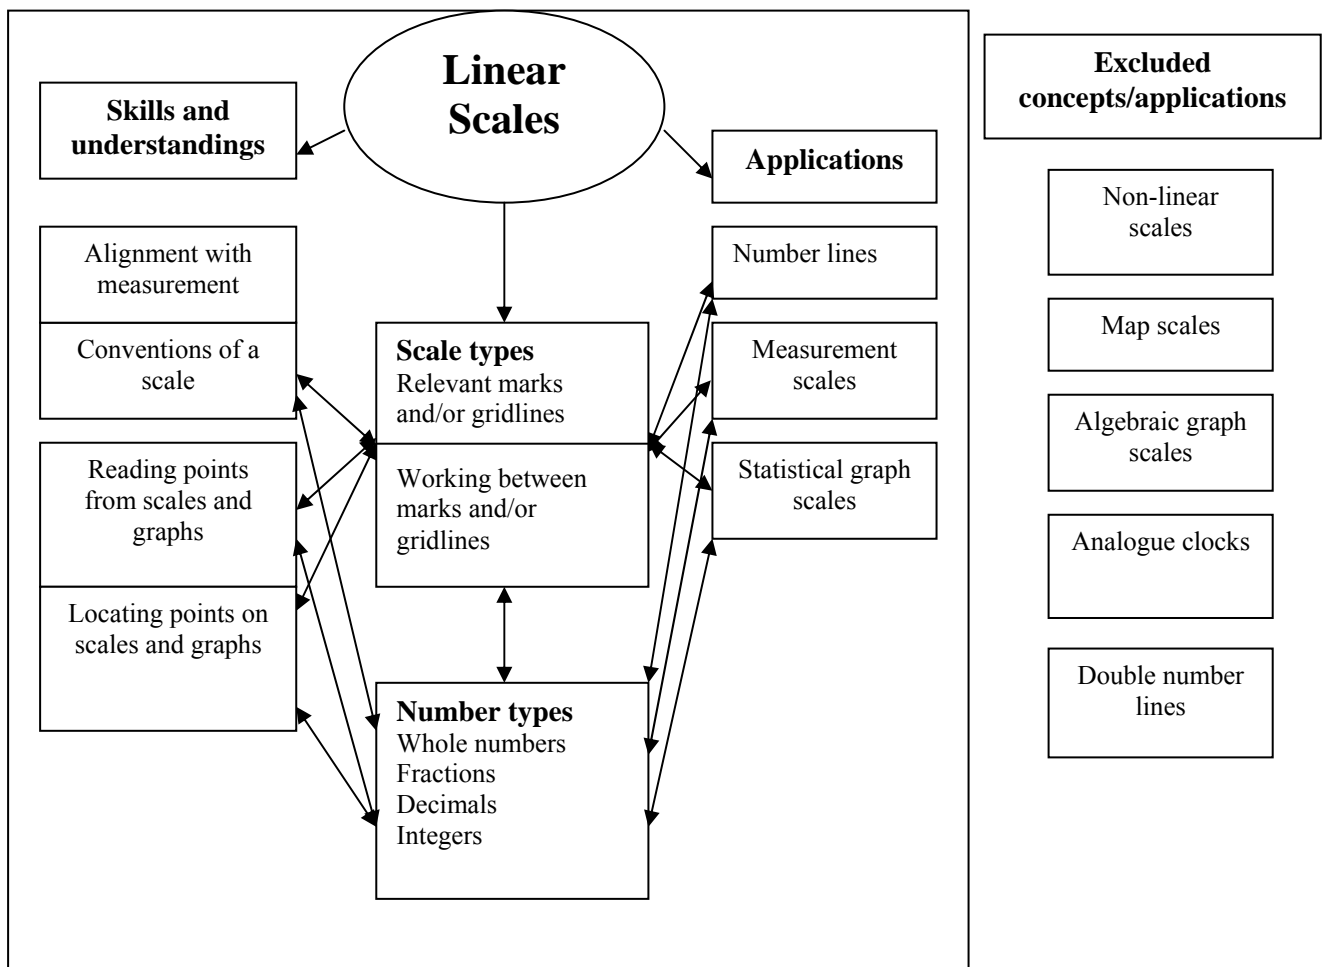 Linear
Scales
Skills and
understandings
Applications
Alignment with
measurement
Conventions of a
scale
Reading points
from scales and
graphs
Locating points on
scales and graphs
Scale types
Relevant marks
and/or gridlines
Working between
marks and/or
gridlines
Number types
Whole numbers
Fractions
Decimals
Integers
Number lines
Measurement
scales
Statistical graph
scales
Excluded
concepts/applications
Non-linear
scales
Map scales
Algebraic graph
scales
Analogue clocks
Double number
lines